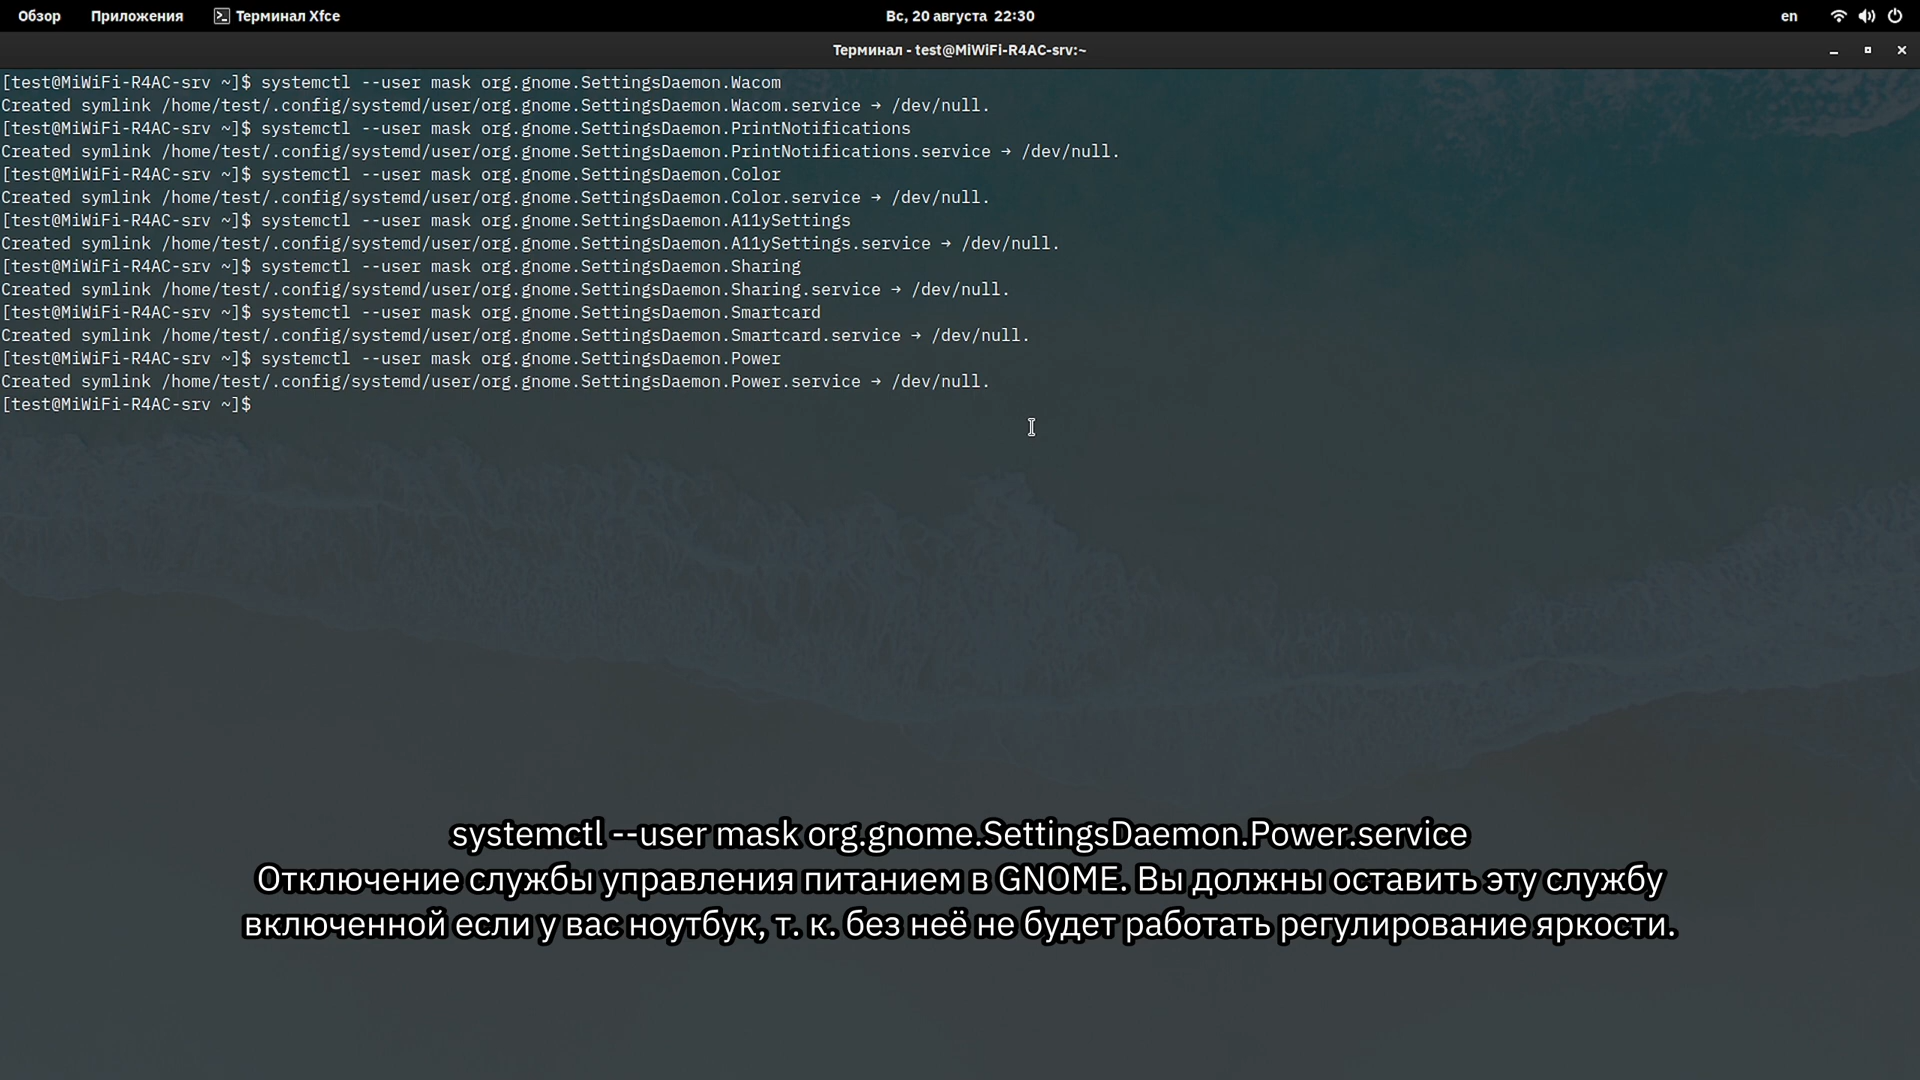 Обзор Приложения Терминал Xfce Вс, 20 августа 22:30 en
Терминал - test@MiWiFi-R4AC-srv:~
[test@MiWiFi-R4AC-srv ~]$ systemctl --user mask org.gnome.SettingsDaemon.Wacom
Created symlink /home/test/.config/systemd/user/org.gnome.SettingsDaemon.Wacom.service → /dev/null.
[test@MiWiFi-R4AC-srv ~]$ systemctl --user mask org.gnome.SettingsDaemon.PrintNotifications
Created symlink /home/test/.config/systemd/user/org.gnome.SettingsDaemon.PrintNotifications.service → /dev/null.
[test@MiWiFi-R4AC-srv ~]$ systemctl --user mask org.gnome.SettingsDaemon.Color
Created symlink /home/test/.config/systemd/user/org.gnome.SettingsDaemon.Color.service → /dev/null.
[test@MiWiFi-R4AC-srv ~]$ systemctl --user mask org.gnome.SettingsDaemon.A11ySettings
Created symlink /home/test/.config/systemd/user/org.gnome.SettingsDaemon.A11ySettings.service → /dev/null.
[test@MiWiFi-R4AC-srv ~]$ systemctl --user mask org.gnome.SettingsDaemon.Sharing
Created symlink /home/test/.config/systemd/user/org.gnome.SettingsDaemon.Sharing.service → /dev/null.
[test@MiWiFi-R4AC-srv ~]$ systemctl --user mask org.gnome.SettingsDaemon.Smartcard
Created symlink /home/test/.config/systemd/user/org.gnome.SettingsDaemon.Smartcard.service → /dev/null.
[test@MiWiFi-R4AC-srv ~]$ systemctl --user mask org.gnome.SettingsDaemon.Power
Created symlink /home/test/.config/systemd/user/org.gnome.SettingsDaemon.Power.service → /dev/null.
[test@MiWiFi-R4AC-srv ~]$
systemctl --user mask org.gnome.SettingsDaemon.Power.service
Отключение службы управления питанием в GNOME. Вы должны оставить эту службу
включенной если у вас ноутбук, т. к. без неё не будет работать регулирование яркости.